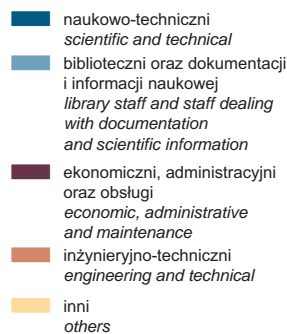 naukowo-techniczni
scientific and technical
biblioteczni oraz dokumentacji
i informacji naukowej
library staff and staff dealing
with documentation
and scientific information
ekonomiczni, administracyjni
oraz obsługi
economic, administrative
and maintenance
inżynieryjno-techniczni
engineering and technical
inni
others